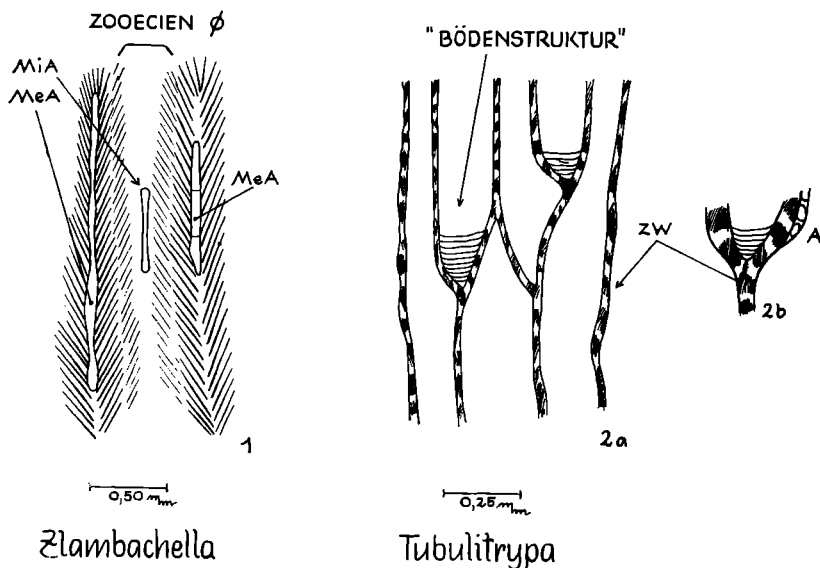 ZOOECIEN Ø
MiA
MeA
MeA
1
0,50 mm
Zlambachella
"BÖDENSTRUKTUR"
ZW
A
2b
2a
0,25 mm
Tubulitrypa